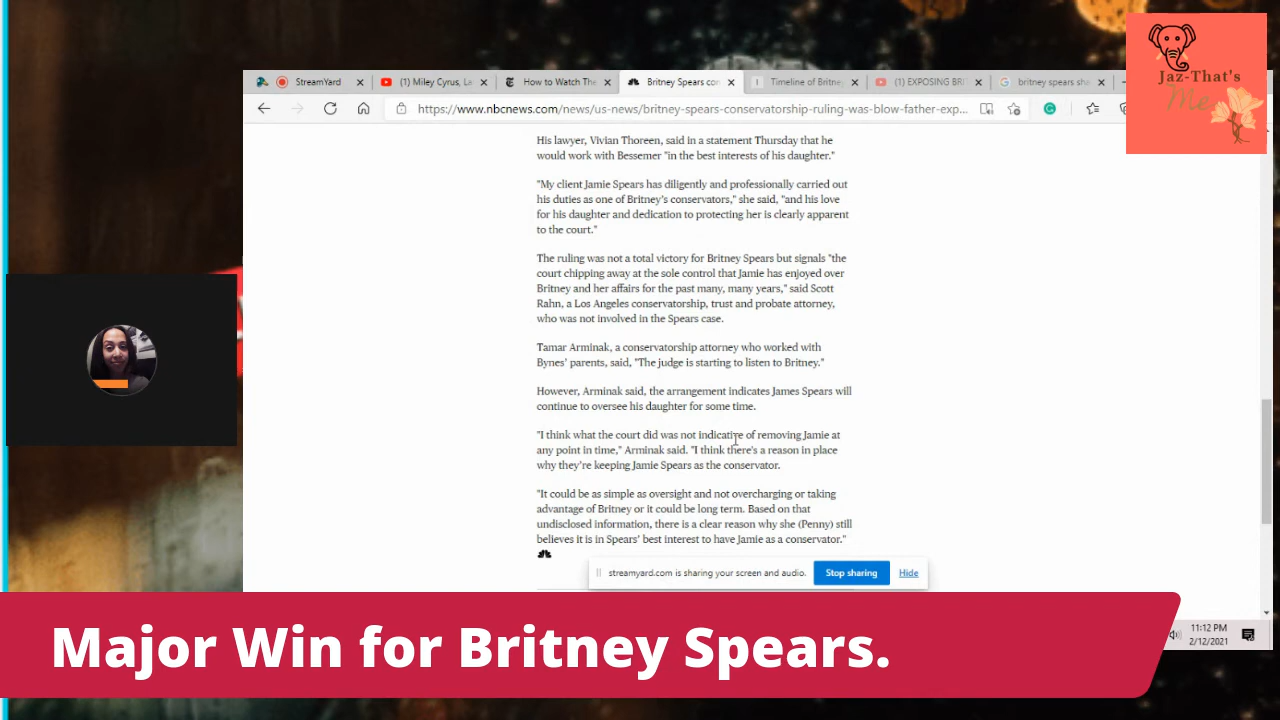 StreamYard
(1) Miley Cyrus, Le
How to Watch The
Britney Spears con
Timeline of Britne
(1) EXPOSING BRI
britney spears sh
https://www.nbcnews.com/news/us-news/britney-spears-conservatorship-ruling-was-blow-father-exp...
Jaz-That's
Me
His lawyer, Vivian Thoreen, said in a statement Thursday that he
would work with Bessemer "in the best interests of his daughter."
"My client Jamie Spears has diligently and professionally carried out
his duties as one of Britney's conservators," she said, "and his love
for his daughter and dedication to protecting her is clearly apparent
to the court."
The ruling was not a total victory for Britney Spears but signals "the
court chipping away at the sole control that Jamie has enjoyed over
Britney and her affairs for the past many, many years," said Scott
Rahn, a Los Angeles conservatorship, trust and probate attorney,
who was not involved in the Spears case.
Tamar Arminak, a conservatorship attorney who worked with
Bynes' parents, said, "The judge is starting to listen to Britney."
However, Arminak said, the arrangement indicates James Spears will
continue to oversee his daughter for some time.
"I think what the court did was not indicative of removing Jamie at
any point in time," Arminak said. "I think there's a reason in place
why they're keeping Jamie Spears as the conservator.
"It could be as simple as oversight and not overcharging or taking
advantage of Britney or it could be long term. Based on that
undisclosed information, there is a clear reason why she (Penny) still
believes it is in Spears' best interest to have Jamie as a conservator."
streamyard.com is sharing your screen and audio.
Stop sharing
Hide
11:12 PM
2/12/2021
Major Win for Britney Spears.